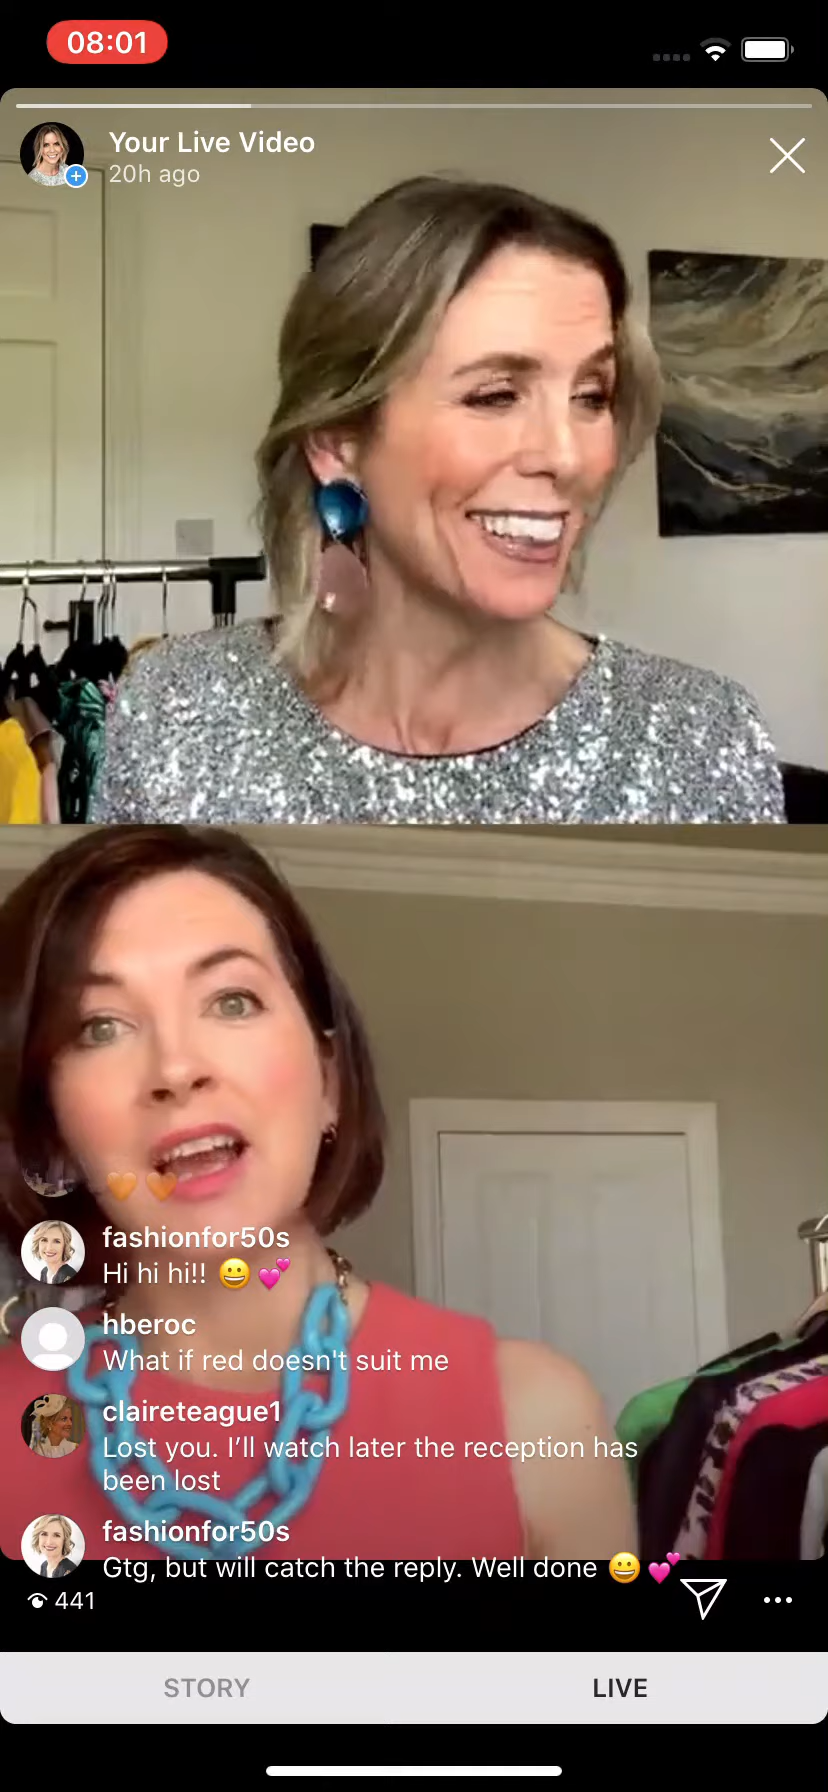 08:01
Your Live Video
20h ago
🧡 🧡
fashionfor50s
Hi hi hi!! 😀 💕
hberoc
What if red doesn't suit me
claireteague1
Lost you. I'll watch later the reception has
been lost
fashionfor50s
Gtg, but will catch the reply. Well done 😀 💕
441
STORY
LIVE